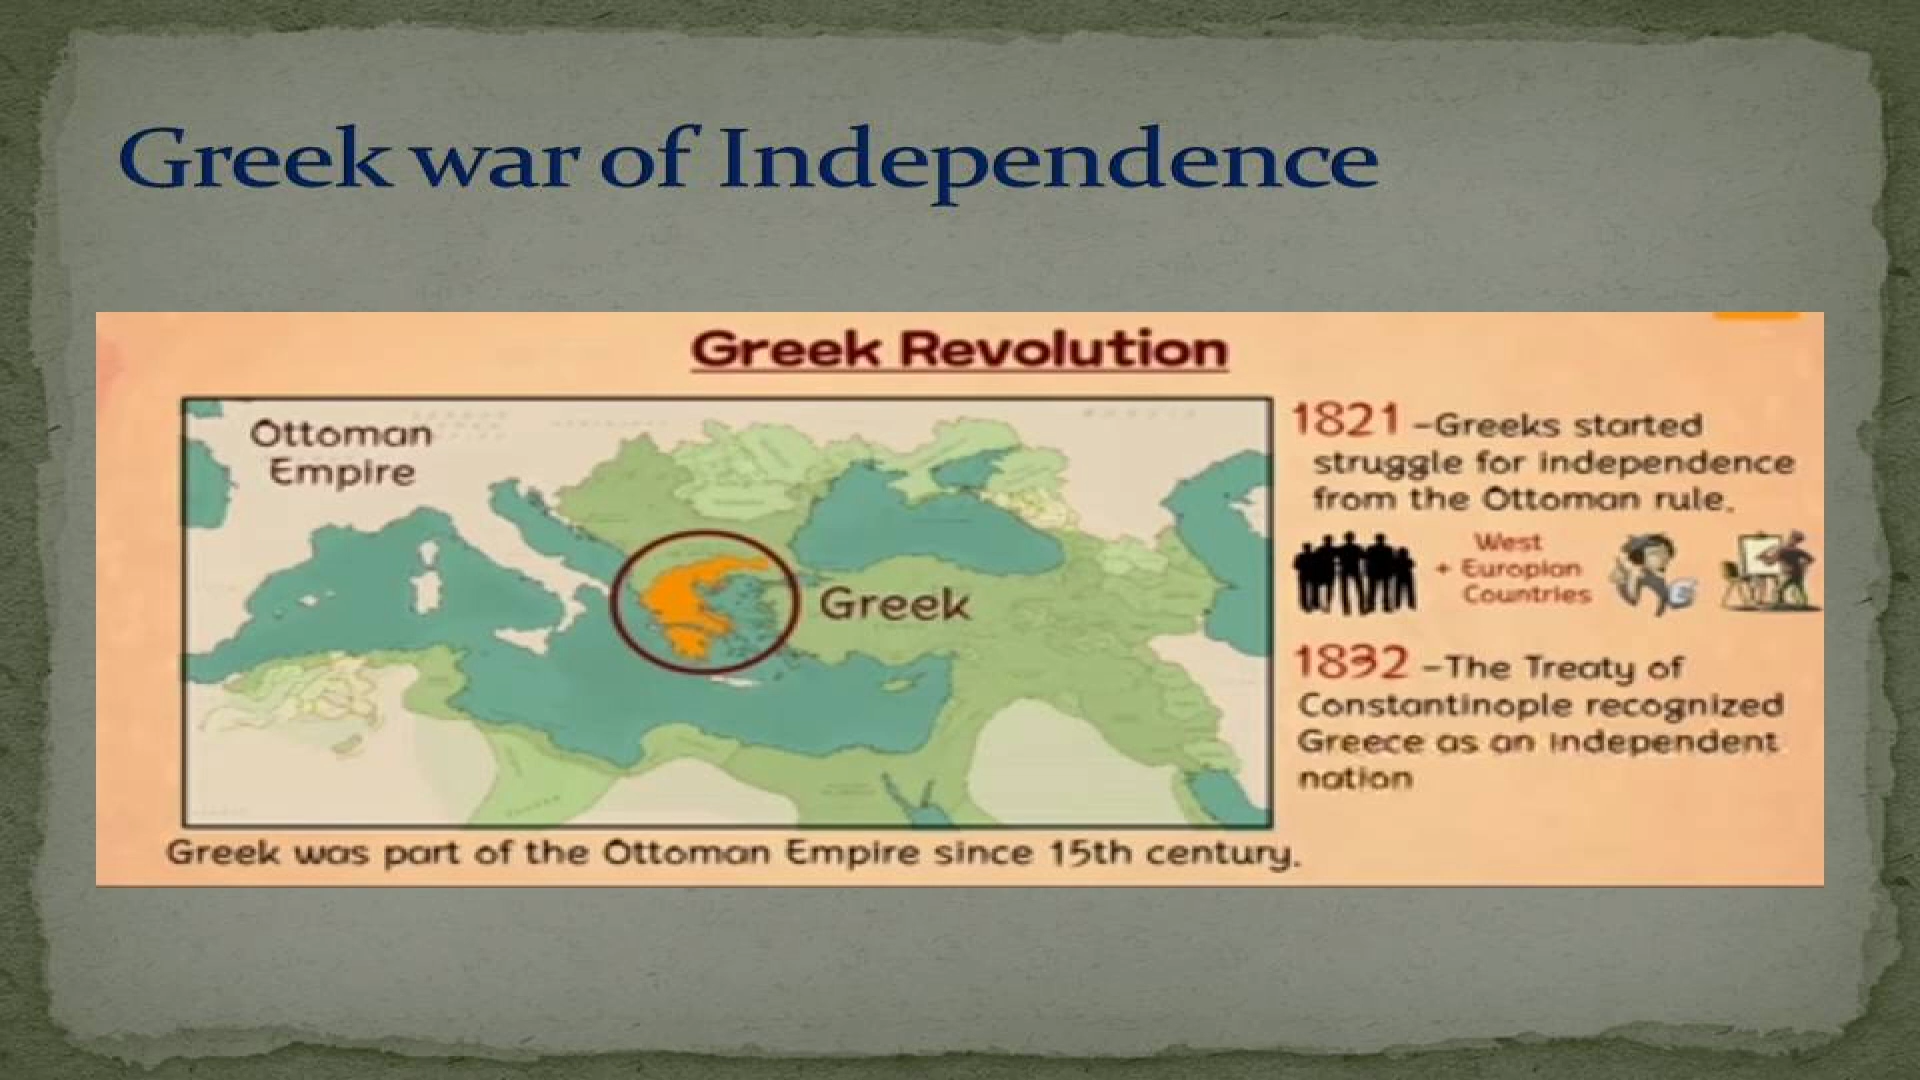 Greek war of Independence
Greek Revolution
Ottoman
Empire
Greek
1821 –Greeks started
struggle for independence
from the Ottoman rule.
West
+ Europian
Countries
1832 –The Treaty of
Constantinople recognized
Greece as an independent
nation
Greek was part of the Ottoman Empire since 15th century.